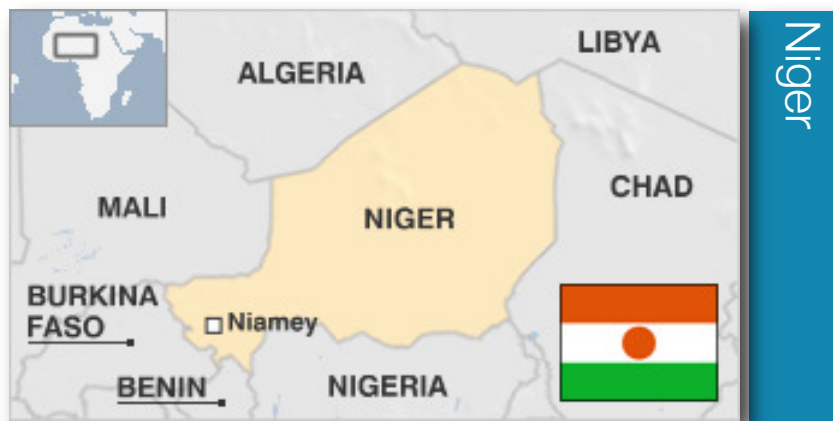 LIBYA
ALGERIA
Niger
CHAD
MALI
NIGER
BURKINA
FASO
Niamey
BENIN
NIGERIA